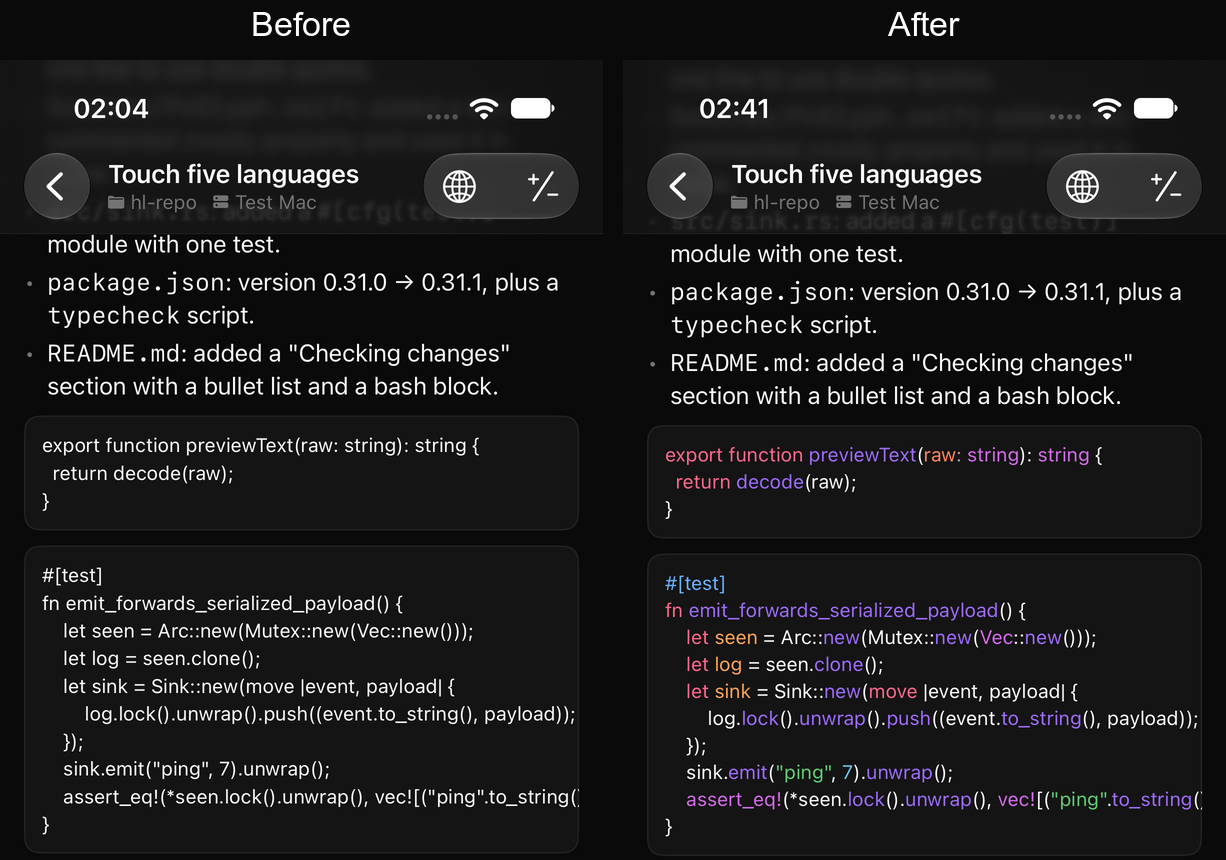 Before
02:04
Touch five languages
hl-repo Test Mac
src/sink.rs: added a #[cfg(test)]
module with one test.
• package.json: version 0.31.0 → 0.31.1, plus a
typecheck script.
• README.md: added a "Checking changes"
section with a bullet list and a bash block.
export function previewText(raw: string): string {
  return decode(raw);
}
#[test]
fn emit_forwards_serialized_payload() {
    let seen = Arc::new(Mutex::new(Vec::new()));
    let log = seen.clone();
    let sink = Sink::new(move |event, payload| {
        log.lock().unwrap().push((event.to_string(), payload));
    });
    sink.emit("ping", 7).unwrap();
    assert_eq!(*seen.lock().unwrap(), vec![("ping".to_string(
}
After
02:41
Touch five languages
hl-repo Test Mac
src/sink.rs: added a #[cfg(test)]
module with one test.
• package.json: version 0.31.0 → 0.31.1, plus a
typecheck script.
• README.md: added a "Checking changes"
section with a bullet list and a bash block.
export function previewText(raw: string): string {
  return decode(raw);
}
#[test]
fn emit_forwards_serialized_payload() {
    let seen = Arc::new(Mutex::new(Vec::new()));
    let log = seen.clone();
    let sink = Sink::new(move |event, payload| {
        log.lock().unwrap().push((event.to_string(), payload));
    });
    sink.emit("ping", 7).unwrap();
    assert_eq!(*seen.lock().unwrap(), vec![("ping".to_string()
}